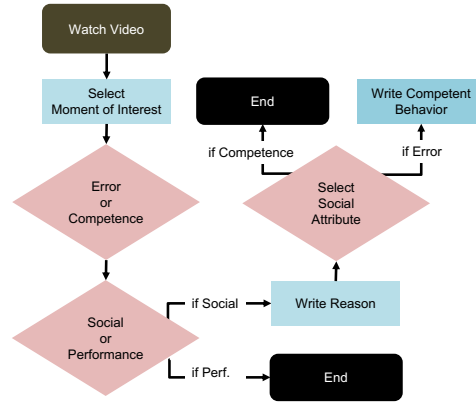 Watch Video
Select
Moment of Interest
Error
or
Competence
Social
or
Performance
if Social
if Perf.
Write Reason
End
Select
Social
Attribute
if Competence
if Error
End
Write Competent
Behavior